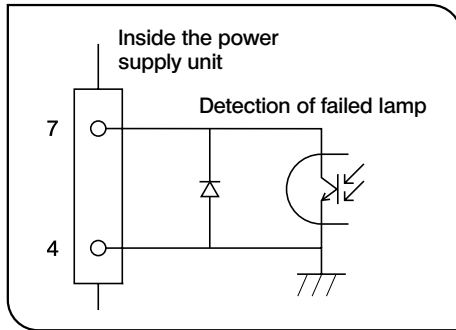 Inside the power
supply unit
Detection of failed lamp
7
4